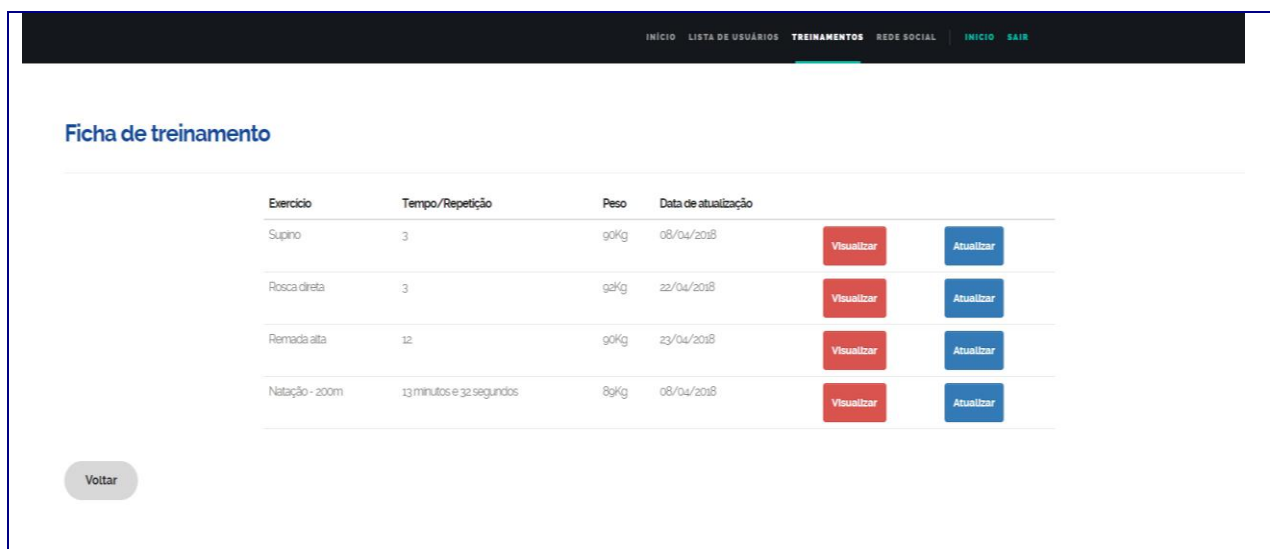 INÍCIO LISTA DE USUÁRIOS TREINAMENTOS REDE SOCIAL INICIO SAIR
Ficha de treinamento
Exercicio Tempo/Repetição Peso Data de atualização
Supino 3 90Kg 08/04/2018 Visualizar Atualizar
Rosca direta 3 92Kg 22/04/2018 Visualizar Atualizar
Remada alta 12 90Kg 23/04/2018 Visualizar Atualizar
Natação - 200m 13 minutos e 32 segundos 89Kg 08/04/2018 Visualizar Atualizar
Voltar